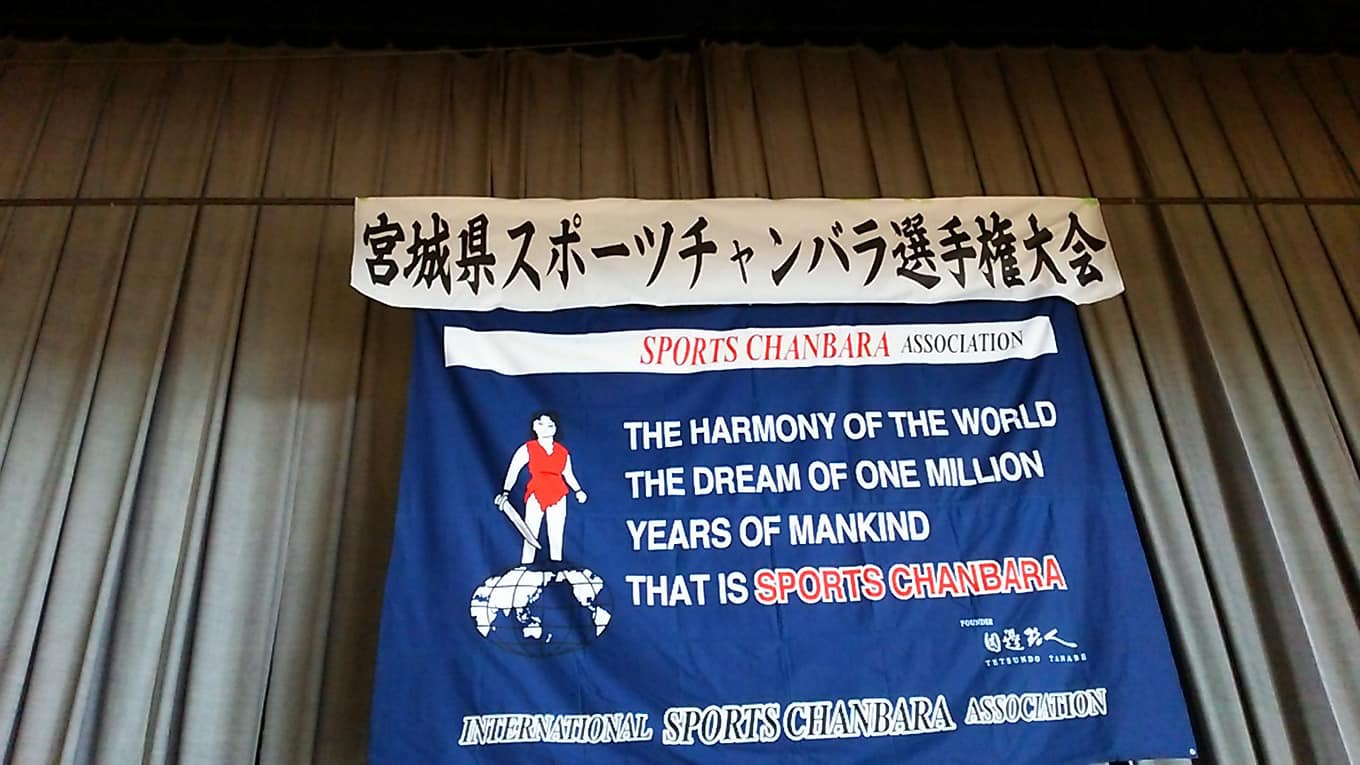 宮城県スポーツチャンバラ選手権大会
SPORTS CHANBARA ASSOCIATION
THE HARMONY OF THE WORLD
THE DREAM OF ONE MILLION
YEARS OF MANKIND
THAT IS SPORTS CHANBARA
FOUNDER
TETSUNDO TANABE
INTERNATIONAL SPORTS CHANBARA ASSOCIATION